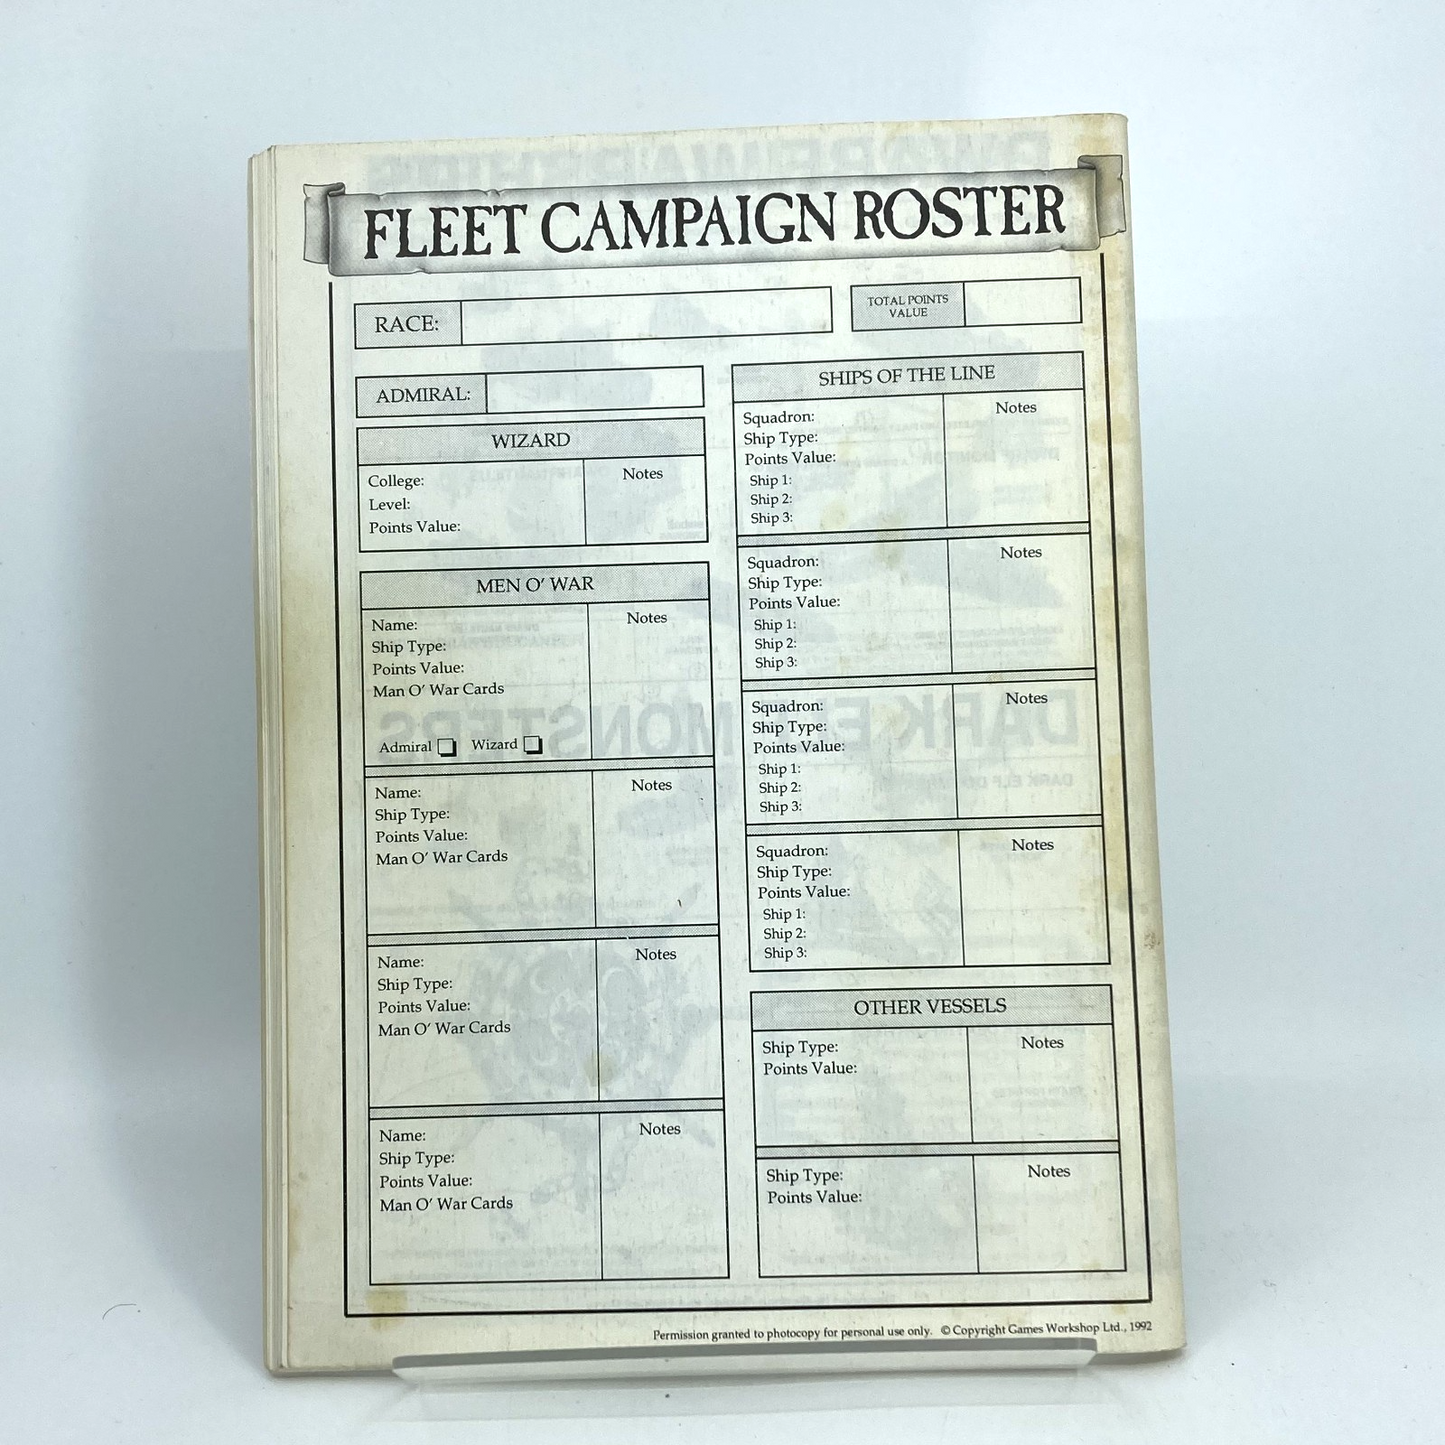 FLEET CAMPAIGN ROSTER
RACE:
TOTAL POINTS
VALUE
ADMIRAL:
WIZARD
College:
Level:
Points Value:
Notes
MEN O' WAR
Name:
Ship Type:
Points Value:
Man O' War Cards
Admiral
Wizard
Notes
Name:
Ship Type:
Points Value:
Man O' War Cards
Notes
Name:
Ship Type:
Points Value:
Man O' War Cards
Notes
Name:
Ship Type:
Points Value:
Man O' War Cards
Notes
SHIPS OF THE LINE
Squadron:
Ship Type:
Points Value:
Ship 1:
Ship 2:
Ship 3:
Notes
Squadron:
Ship Type:
Points Value:
Ship 1:
Ship 2:
Ship 3:
Notes
Squadron:
Ship Type:
Points Value:
Ship 1:
Ship 2:
Ship 3:
Notes
Squadron:
Ship Type:
Points Value:
Ship 1:
Ship 2:
Ship 3:
Notes
OTHER VESSELS
Ship Type:
Points Value:
Notes
Ship Type:
Points Value:
Notes
Permission granted to photocopy for personal use only. © Copyright Games Workshop Ltd., 1992